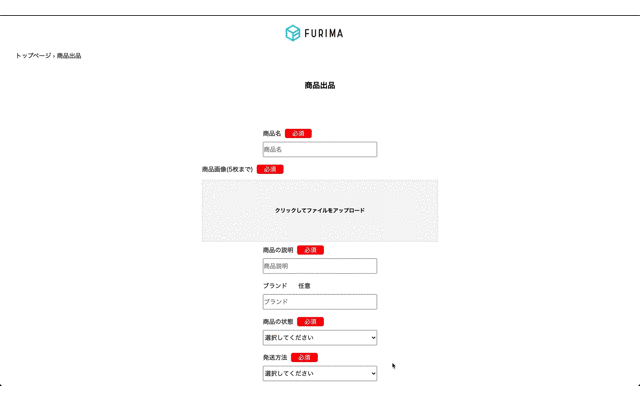 FURIMA
トップページ › 商品出品
商品出品
商品名 必須
商品名
商品画像(5枚まで) 必須
クリックしてファイルをアップロード
商品の説明 必須
商品説明
ブランド 任意
ブランド
商品の状態 必須
選択してください
発送方法 必須
選択してください